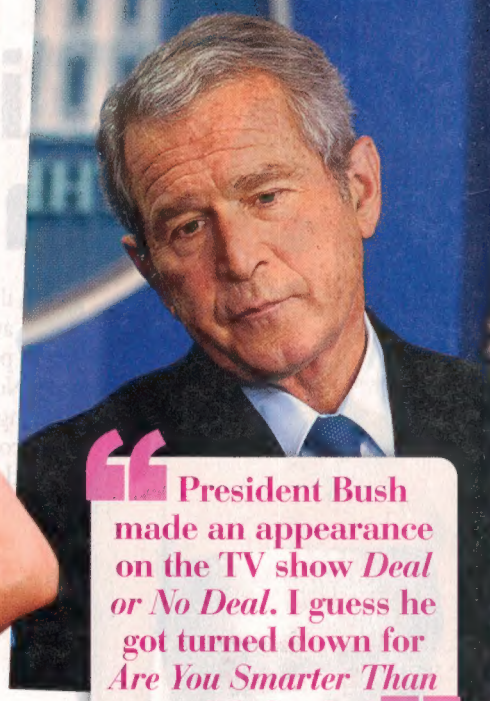 “ President Bush
made an appearance
on the TV show Deal
or No Deal. I guess he
got turned down for
Are You Smarter Than